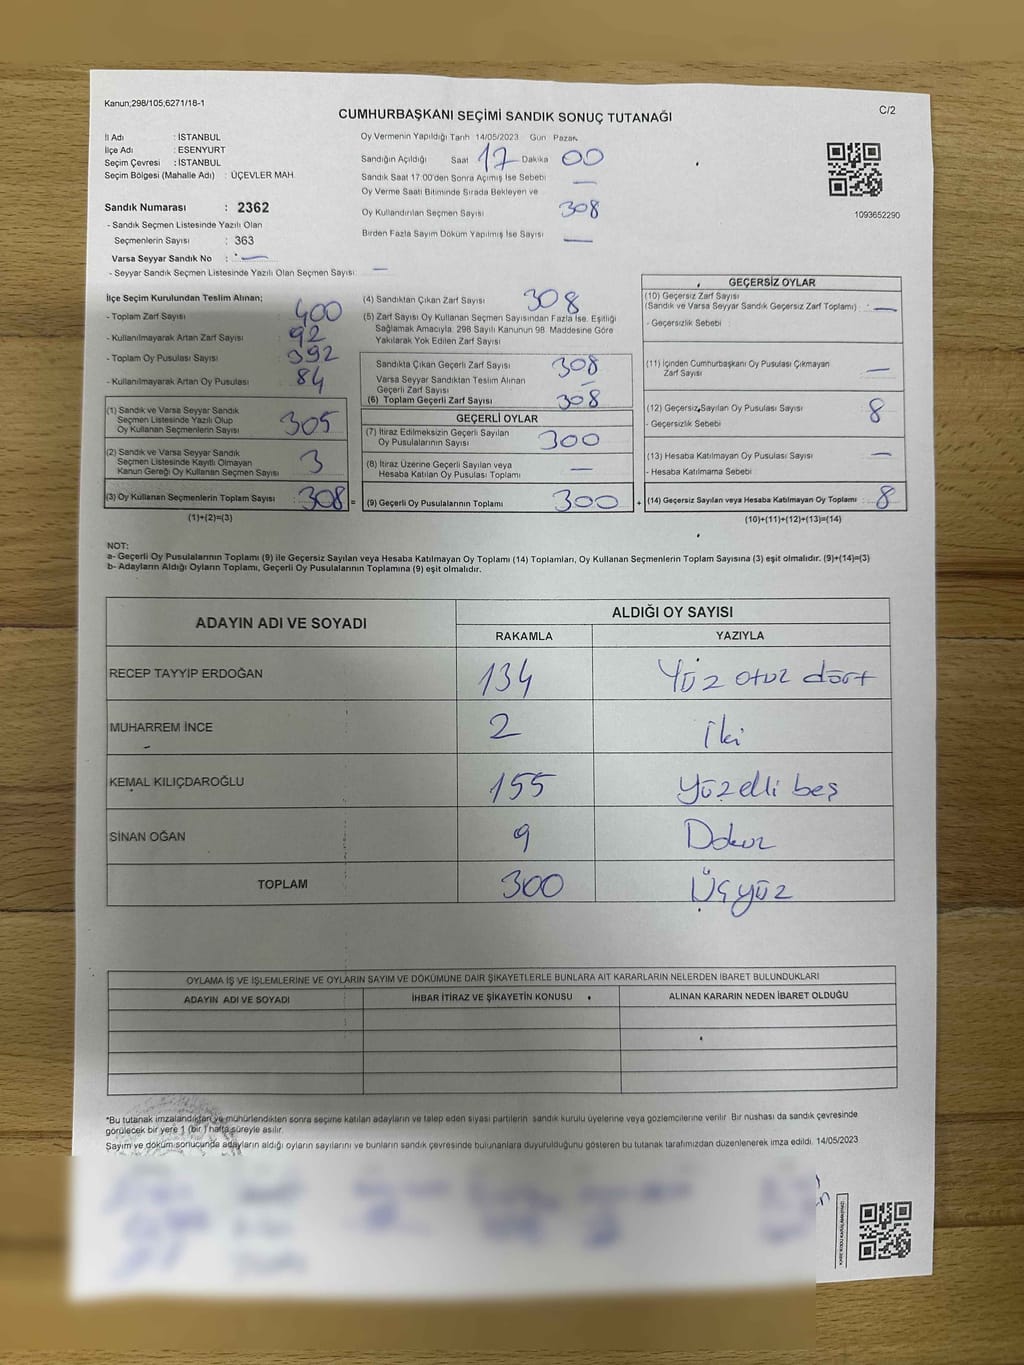 Kanun;298/105;6271/18-1
C/2
CUMHURBAŞKANI SEÇİMİ SANDIK SONUÇ TUTANAĞI
İl Adı : İSTANBUL
İlçe Adı : ESENYURT
Seçim Çevresi : İSTANBUL
Seçim Bölgesi (Mahalle Adı) : ÜÇEVLER MAH.
Sandık Numarası : 2362
- Sandık Seçmen Listesinde Yazılı Olan
Seçmenlerin Sayısı : 363
Varsa Seyyar Sandık No : —
- Seyyar Sandık Seçmen Listesinde Yazılı Olan Seçmen Sayısı: —
Oy Vermenin Yapıldığı Tarih 14/05/2023 Gün Pazar
Sandığın Açıldığı Saat 17 Dakika 00
Sandık Saat 17:00'den Sonra Açımış İse Sebebi: —
Oy Verme Saati Bitiminde Sırada Bekleyen ve
Oy Kullandırılan Seçmen Sayısı 308
Birden Fazla Sayım Döküm Yapılmış İse Sayısı —
1093652290
İlçe Seçim Kurulundan Teslim Alınan;
- Toplam Zarf Sayısı : 400
- Kullanılmayarak Artan Zarf Sayısı : 92
- Toplam Oy Pusulası Sayısı : 392
- Kullanılmayarak Artan Oy Pusulası : 84
(1) Sandık ve Varsa Seyyar Sandık
Seçmen Listesinde Yazılı Olup
Oy Kullanan Seçmenlerin Sayısı 305
(2) Sandık ve Varsa Seyyar Sandık
Seçmen Listesinde Kayıtlı Olmayan
Kanun Gereği Oy Kullanan Seçmen Sayısı 3
(3) Oy Kullanan Seçmenlerin Toplam Sayısı 308 =
(1)+(2)=(3)
(4) Sandıktan Çıkan Zarf Sayısı 308
(5) Zarf Sayısı Oy Kullanan Seçmen Sayısından Fazla İse, Eşitliği
Sağlamak Amacıyla, 298 Sayılı Kanunun 98. Maddesine Göre
Yakılarak Yok Edilen Zarf Sayısı
Sandıkta Çıkan Geçerli Zarf Sayısı 308
Varsa Seyyar Sandıktan Teslim Alınan
Geçerli Zarf Sayısı —
(6) Toplam Geçerli Zarf Sayısı 308
GEÇERLİ OYLAR
(7) İtiraz Edilmeksizin Geçerli Sayılan
Oy Pusulalarının Sayısı 300
(8) İtiraz Üzerine Geçerli Sayılan veya
Hesaba Katılan Oy Pusulası Toplamı —
(9) Geçerli Oy Pusulalarının Toplamı 300 +
GEÇERSİZ OYLAR
(10) Geçersiz Zarf Sayısı
(Sandık ve Varsa Seyyar Sandık Geçersiz Zarf Toplamı) : —
- Geçersizlik Sebebi
(11) İçinden Cumhurbaşkanı Oy Pusulası Çıkmayan
Zarf Sayısı —
(12) Geçersiz Sayılan Oy Pusulası Sayısı 8
- Geçersizlik Sebebi
(13) Hesaba Katılmayan Oy Pusulası Sayısı —
- Hesaba Katılmama Sebebi
(14) Geçersiz Sayılan veya Hesaba Katılmayan Oy Toplamı : 8
(10)+(11)+(12)+(13)=(14)
NOT:
a- Geçerli Oy Pusulalarının Toplamı (9) ile Geçersiz Sayılan veya Hesaba Katılmayan Oy Toplamı (14) Toplamları, Oy Kullanan Seçmenlerin Toplam Sayısına (3) eşit olmalıdır. (9)+(14)=(3)
b- Adayların Aldığı Oyların Toplamı, Geçerli Oy Pusulalarının Toplamına (9) eşit olmalıdır.
ADAYIN ADI VE SOYADI
ALDIĞI OY SAYISI
RAKAMLA YAZIYLA
RECEP TAYYİP ERDOĞAN 134 Yüz otuz dört
MUHARREM İNCE 2 İki
KEMAL KILIÇDAROĞLU 155 yüzelli beş
SİNAN OĞAN 9 Dokuz
TOPLAM 300 Üçyüz
OYLAMA İŞ VE İŞLEMLERİNE VE OYLARIN SAYIM VE DÖKÜMÜNE DAİR ŞİKAYETLERLE BUNLARA AİT KARARLARIN NELERDEN İBARET BULUNDUKLARI
ADAYIN ADI VE SOYADI İHBAR İTİRAZ VE ŞİKAYETİN KONUSU ALINAN KARARIN NEDEN İBARET OLDUĞU
*Bu tutanak imzalandıktan ve mühürlendikten sonra seçime katılan adayların ve talep eden siyasi partilerin sandık kurulu üyelerine veya gözlemcilerine verilir. Bir nüshası da sandık çevresinde
görülecek bir yere 1 (bir ) hafta süreyle asılır.
Sayım ve döküm sonucunda adayların aldığı oyların sayılarını ve bunların sandık çevresinde bulunanlara duyurulduğunu gösteren bu tutanak tarafımızdan düzenlenerek imza edildi. 14/05/2023